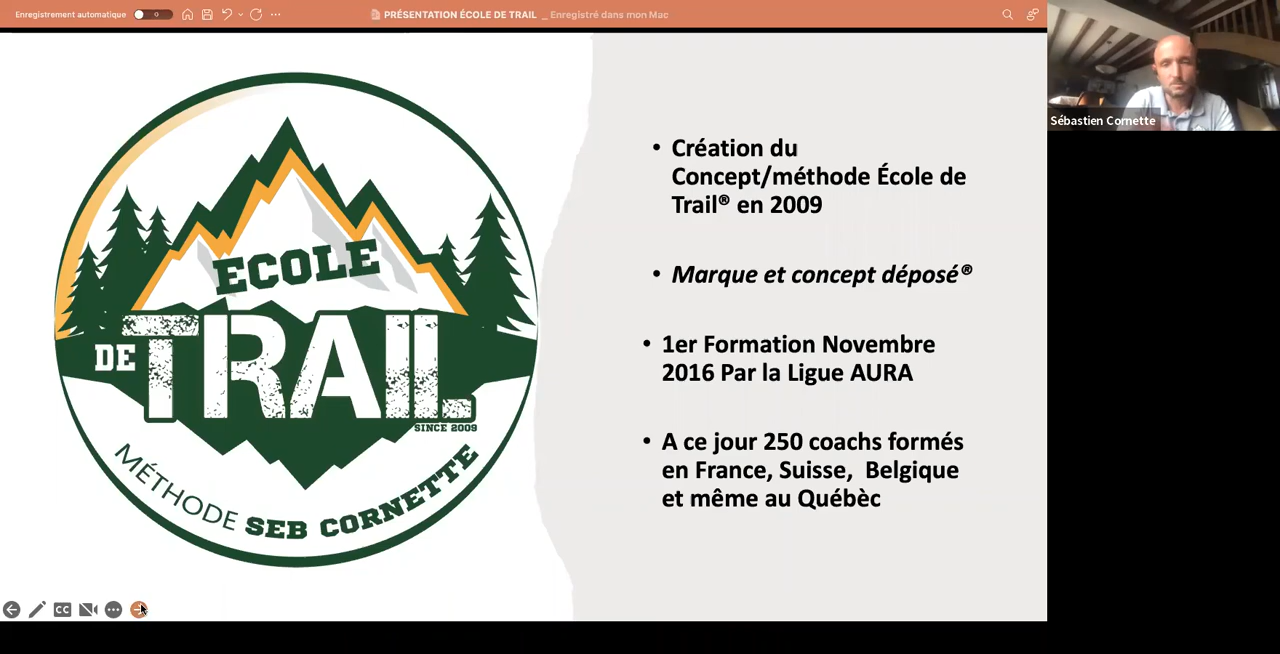 Enregistrement automatique
PRÉSENTATION ÉCOLE DE TRAIL _ Enregistré dans mon Mac
Sébastien Cornette
ECOLE
DE TRAIL
SINCE 2009
MÉTHODE SEB CORNETTE
• Création du
Concept/méthode École de
Trail® en 2009
• Marque et concept déposé®
• 1er Formation Novembre
2016 Par la Ligue AURA
• A ce jour 250 coachs formés
en France, Suisse, Belgique
et même au Québèc
CC